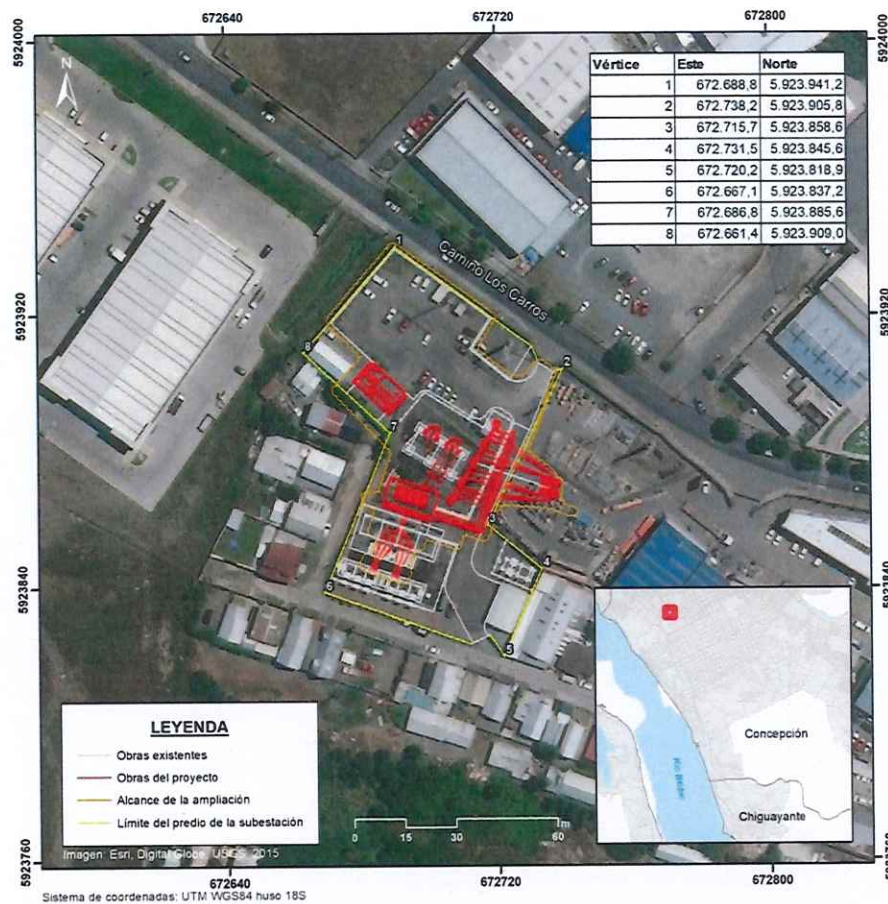 672640 672720 672800
5924000 5924000
N
Vértice Este Norte
1 672.688,8 5.923.941,2
2 672.738,2 5.923.905,8
3 672.715,7 5.923.858,6
4 672.731,5 5.923.845,6
5 672.720,2 5.923.818,9
6 672.667,1 5.923.837,2
7 672.686,8 5.923.885,6
8 672.661,4 5.923.909,0
1
Camino Los Carros
5923920 5923920
8
2
7
3
4
5923840 5923840
6
5
LEYENDA
Obras existentes
Obras del proyecto
Alcance de la ampliación
Límite del predio de la subestación
0 15 30 60
m
Concepción
Río Biobío
Chiguayante
Imagen: Esri, Digital Globe, USGS, 2015
5923760 5923760
672640 672720 672800
Sistema de coordenadas: UTM WGS84 huso 18S